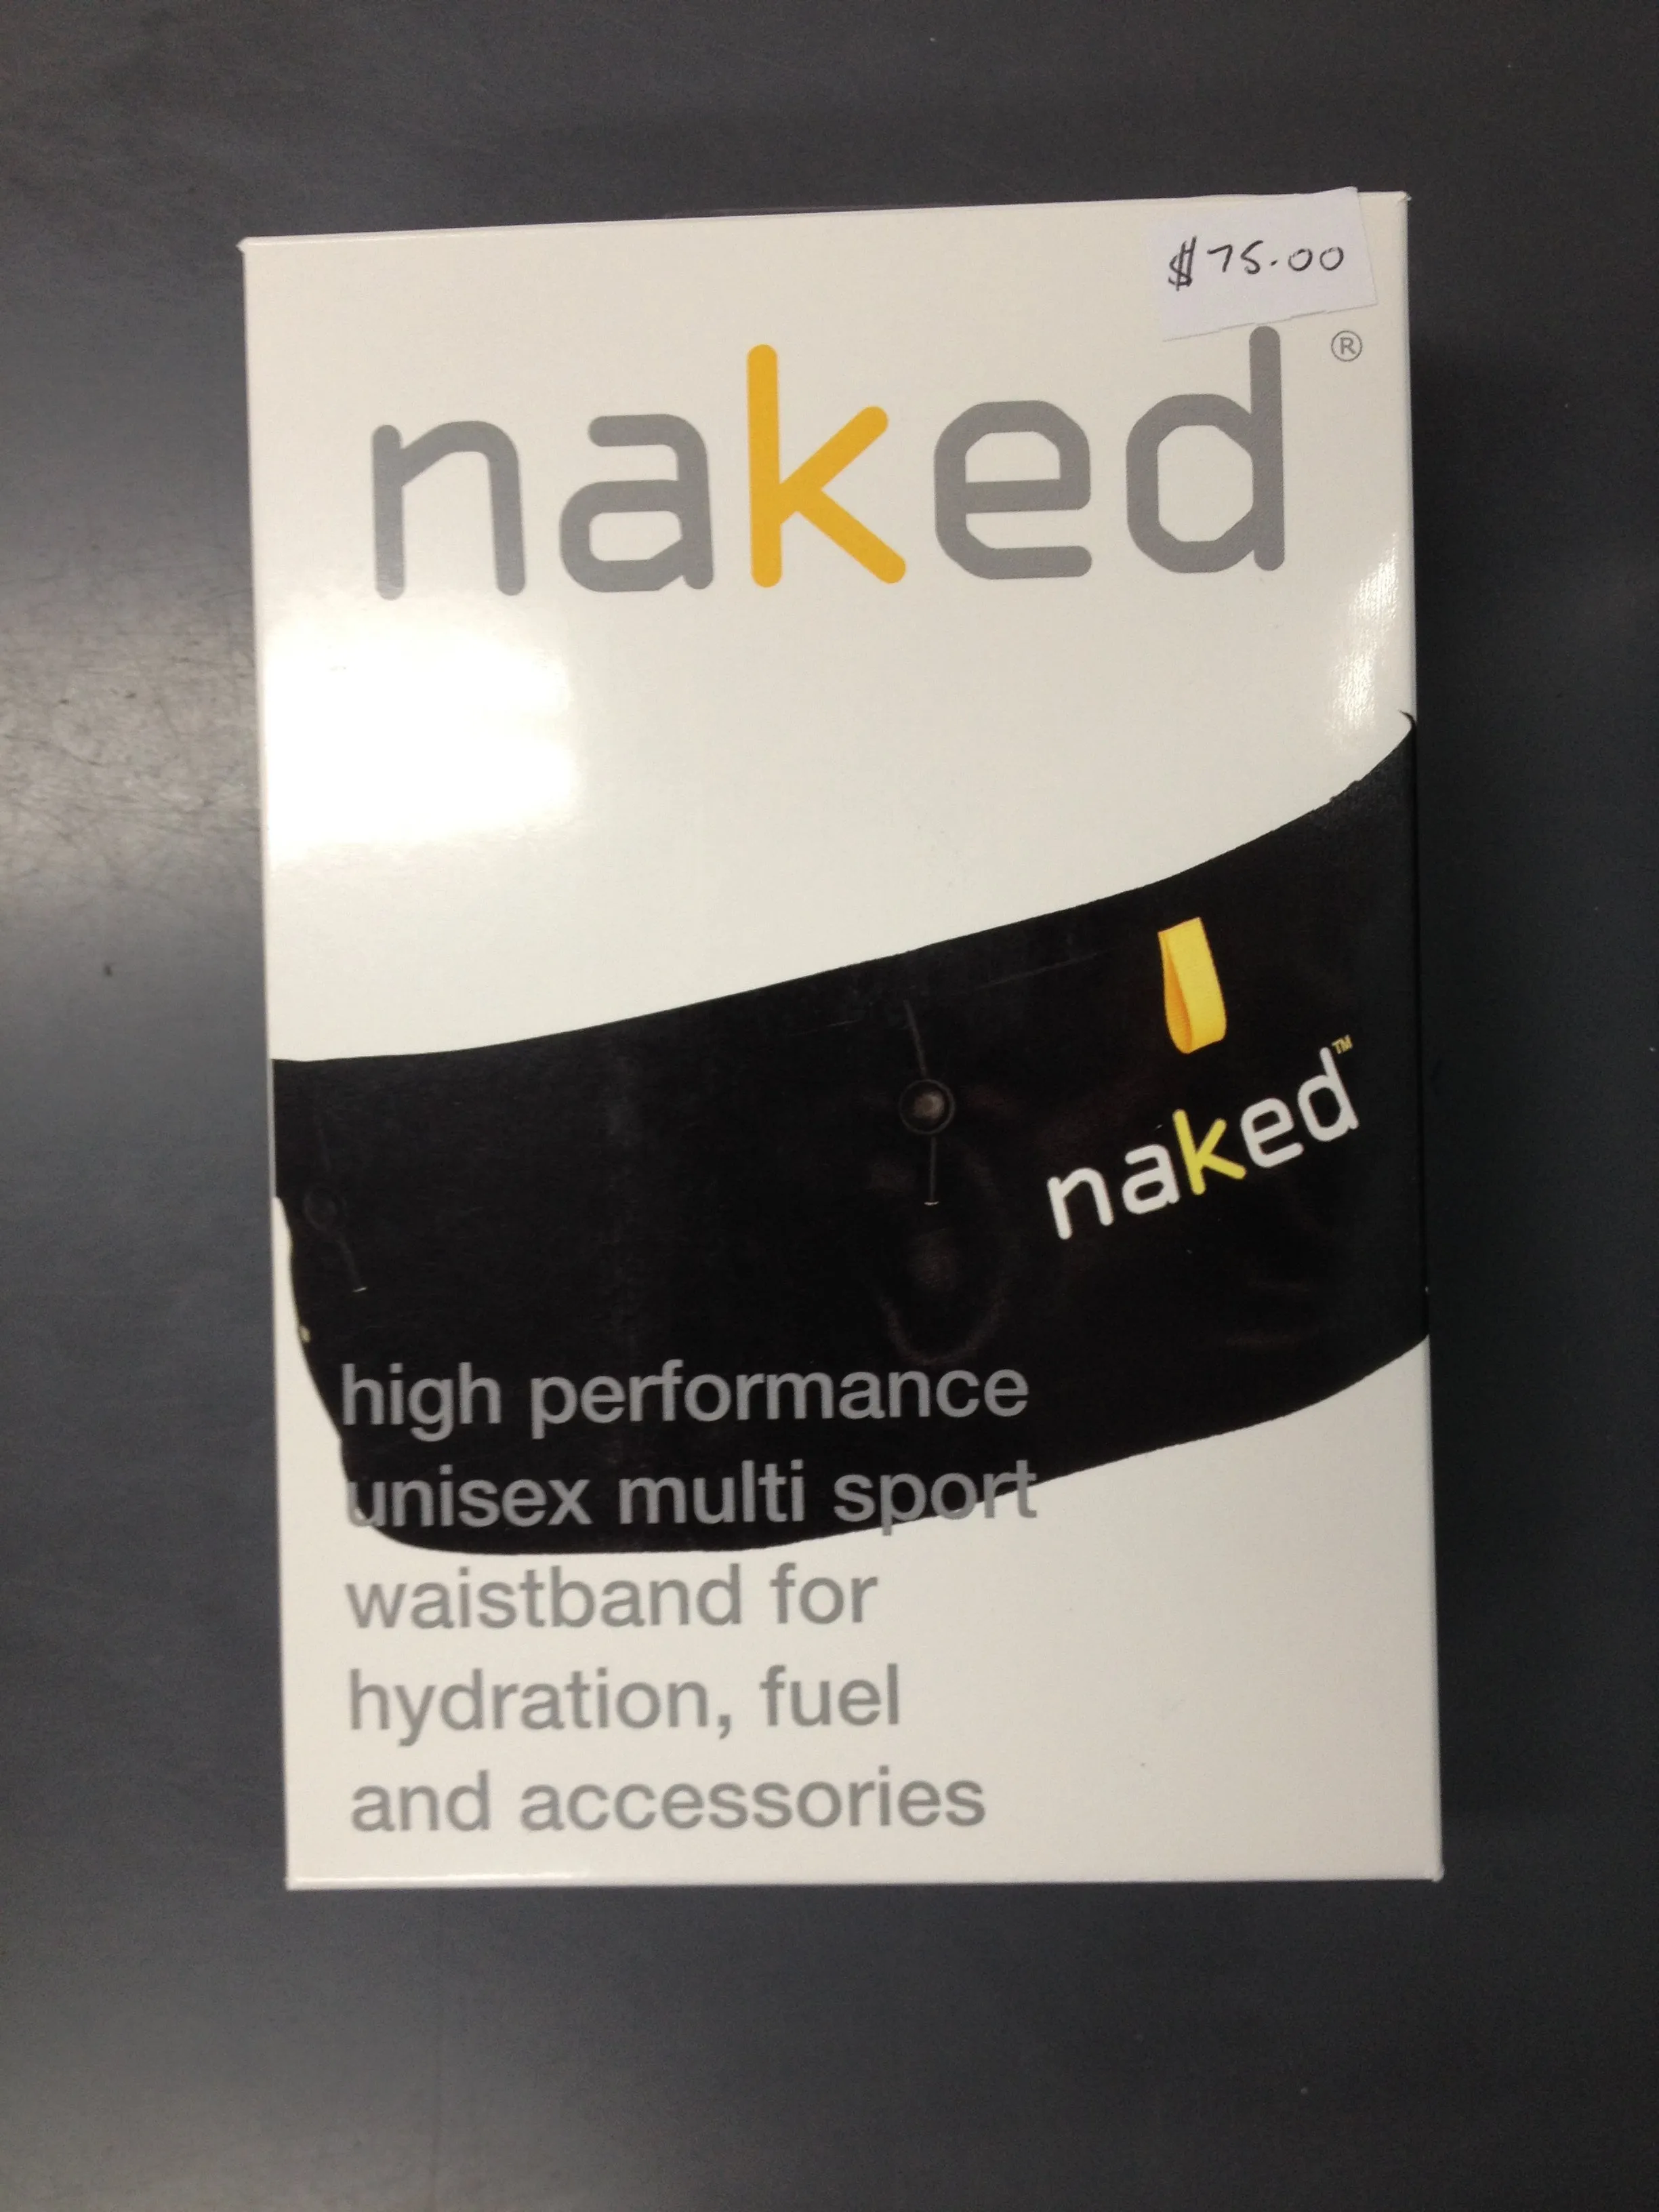 $75.00
naked®
naked™
high performance
unisex multi sport
waistband for
hydration, fuel
and accessories